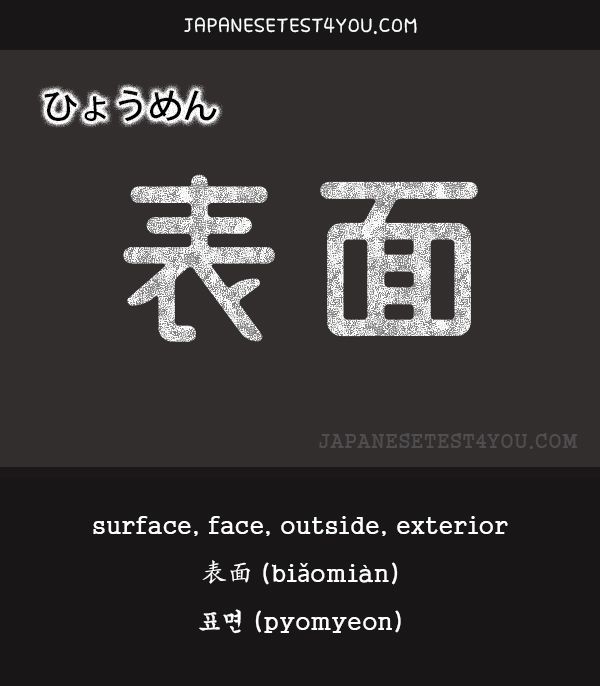 JAPANESETEST4YOU.COM
ひょうめん
表面
JAPANESETEST4YOU.COM
surface, face, outside, exterior
表面 (biǎomiàn)
표면 (pyomyeon)